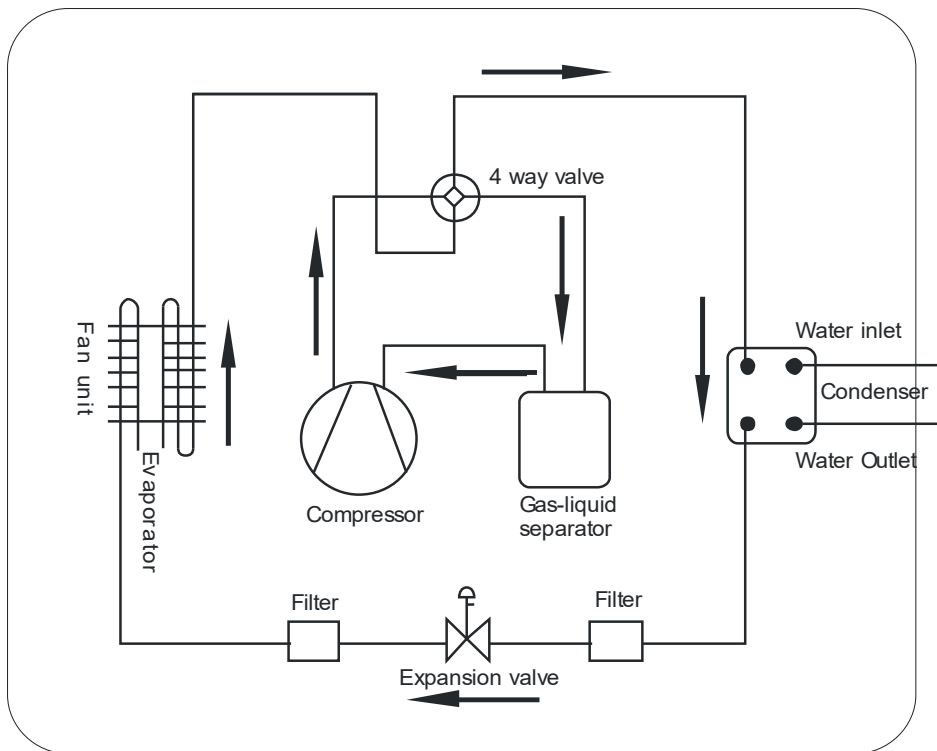 4 way valve
Water inlet
Fan unit
Condenser
Evaporator
Water Outlet
Compressor
Gas-liquid
separator
Filter
Filter
Expansion valve